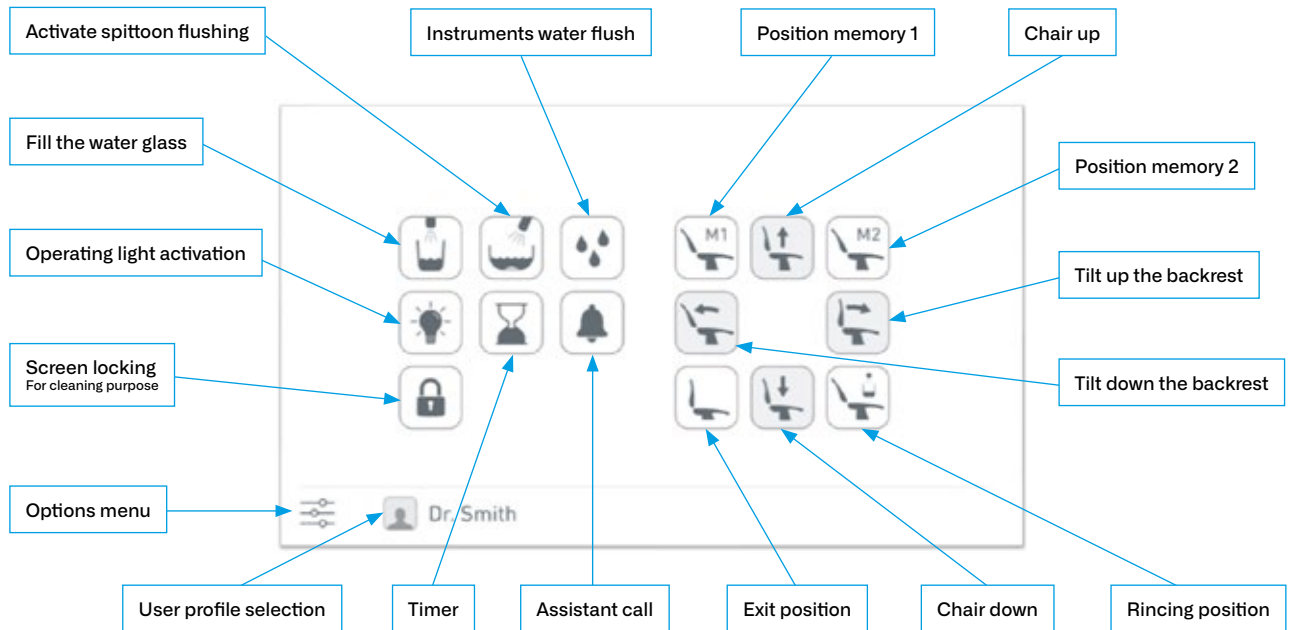 Activate spittoon flushing
Instruments water flush
Position memory 1
Chair up
Fill the water glass
Position memory 2
Operating light activation
Tilt up the backrest
Screen locking
For cleaning purpose
Tilt down the backrest
M1
M2
Options menu
Dr. Smith
User profile selection
Timer
Assistant call
Exit position
Chair down
Rincing position